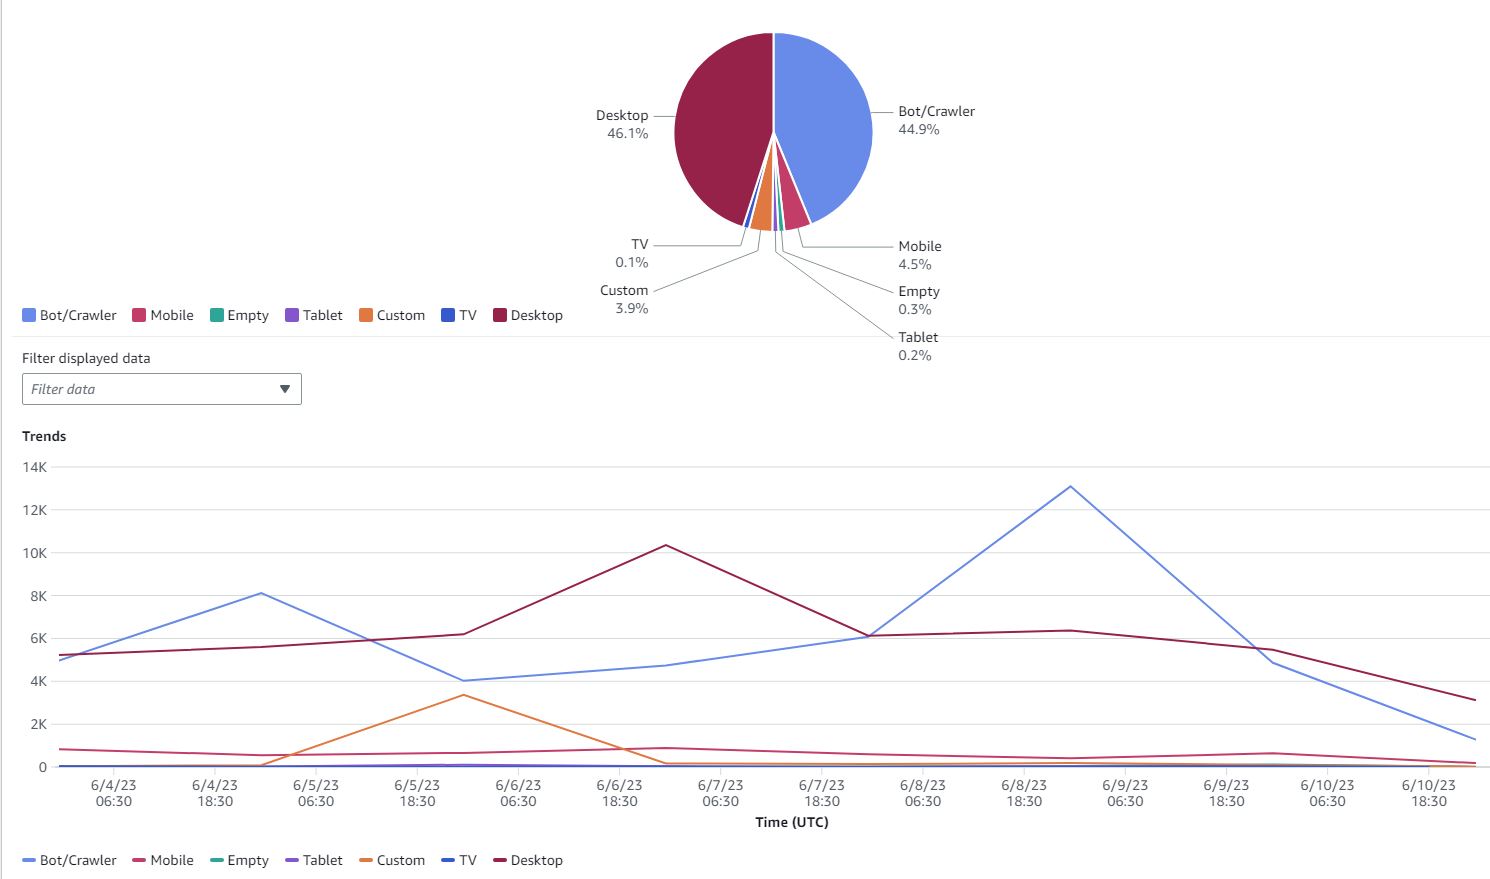 Desktop
46.1%
Bot/Crawler
44.9%
TV
0.1%
Mobile
4.5%
Custom
3.9%
Empty
0.3%
Tablet
0.2%
Bot/Crawler Mobile Empty Tablet Custom TV Desktop
Filter displayed data
Filter data
Trends
14K
12K
10K
8K
6K
4K
2K
0
6/4/23 6/4/23 6/5/23 6/5/23 6/6/23 6/6/23 6/7/23 6/7/23 6/8/23 6/8/23 6/9/23 6/9/23 6/10/23 6/10/23
06:30 18:30 06:30 18:30 06:30 18:30 06:30 18:30 06:30 18:30 06:30 18:30 06:30 18:30
Time (UTC)
Bot/Crawler Mobile Empty Tablet Custom TV Desktop